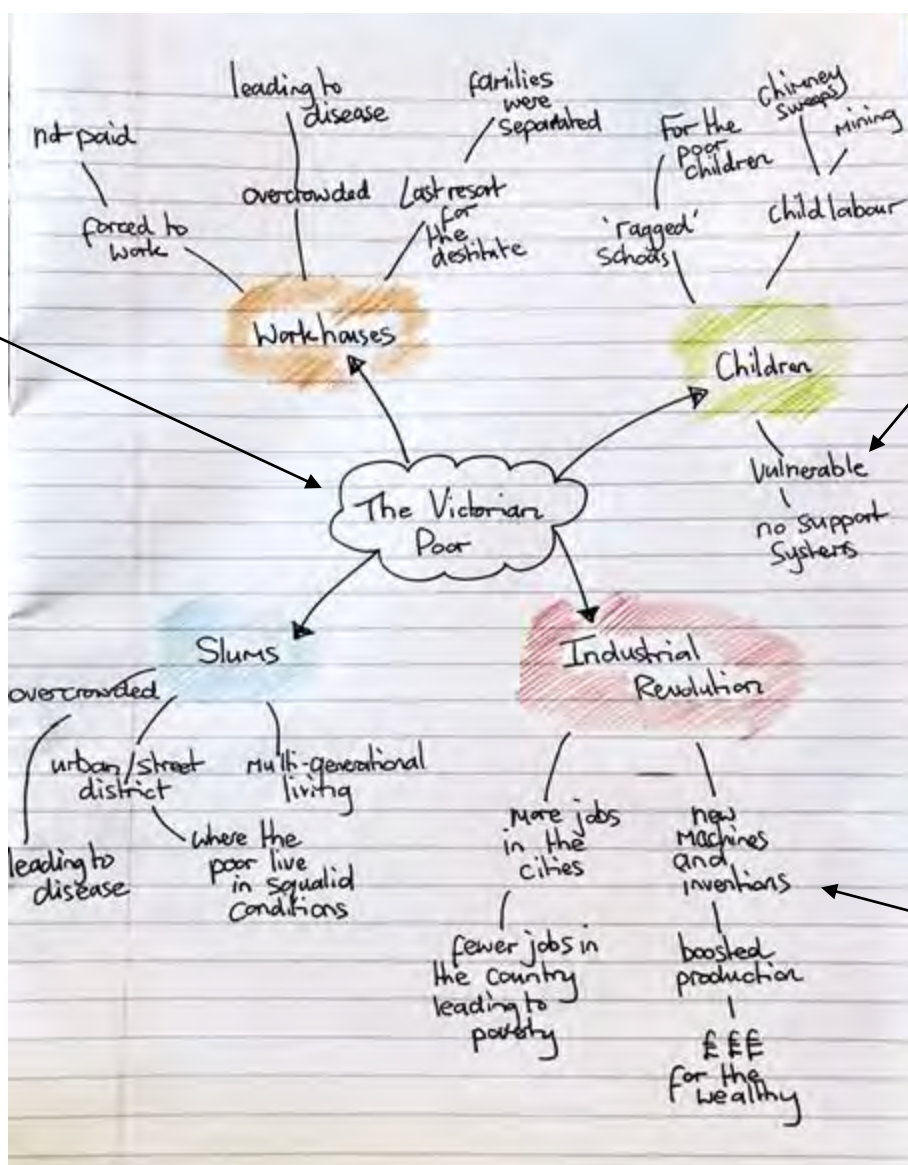 not paid
forced to
work
leading to
disease
overcrowded
families
were
separated
Last resort
for
the
destitute
Workhouses
For the
poor
children
'ragged'
Schools
Chimney
sweeps
Mining
Child labour
Children
Vulnerable
no support
Systems
The Victorian
Poor
Slums
overcrowded
leading to
disease
urban/street
district
where the
poor live
in squalid
conditions
Multi-generational
living
Industrial
Revolution
More jobs
in the
cities
fewer jobs in
the country
leading to
poverty
new
Machines
and
inventions
boosted
production
£££
for the
wealthy